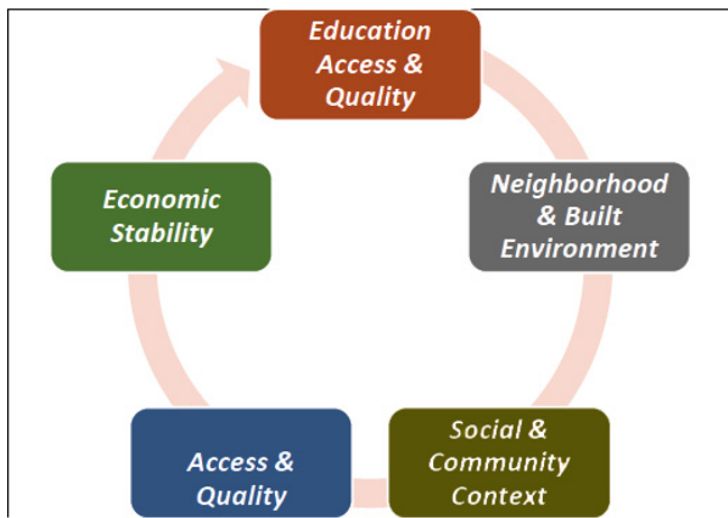 Education
Access &
Quality
Neighborhood
& Built
Environment
Social &
Community
Context
Access &
Quality
Economic
Stability